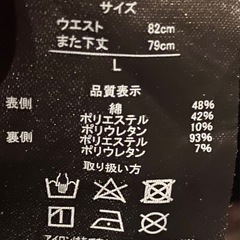 サイズ
ウエスト 82cm
また下丈 79cm
L
品質表示
表側 綿 48%
ポリエステル 42%
ポリウレタン 10%
裏側 ポリエステル 93%
ポリウレタン 7%
取り扱い方